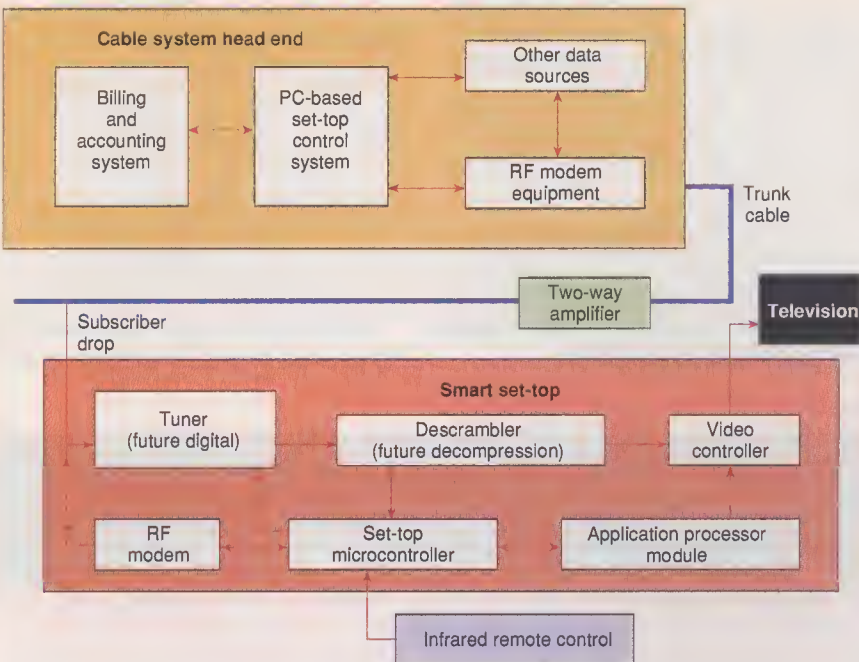 Cable system head end
Billing
and
accounting
system
PC-based
set-top
control
system
Other data
sources
RF modem
equipment
Trunk
cable
Two-way
amplifier
Television
Subscriber
drop
Smart set-top
Tuner
(future digital)
Descrambler
(future decompression)
Video
controller
RF
modem
Set-top
microcontroller
Application processor
module
Infrared remote control